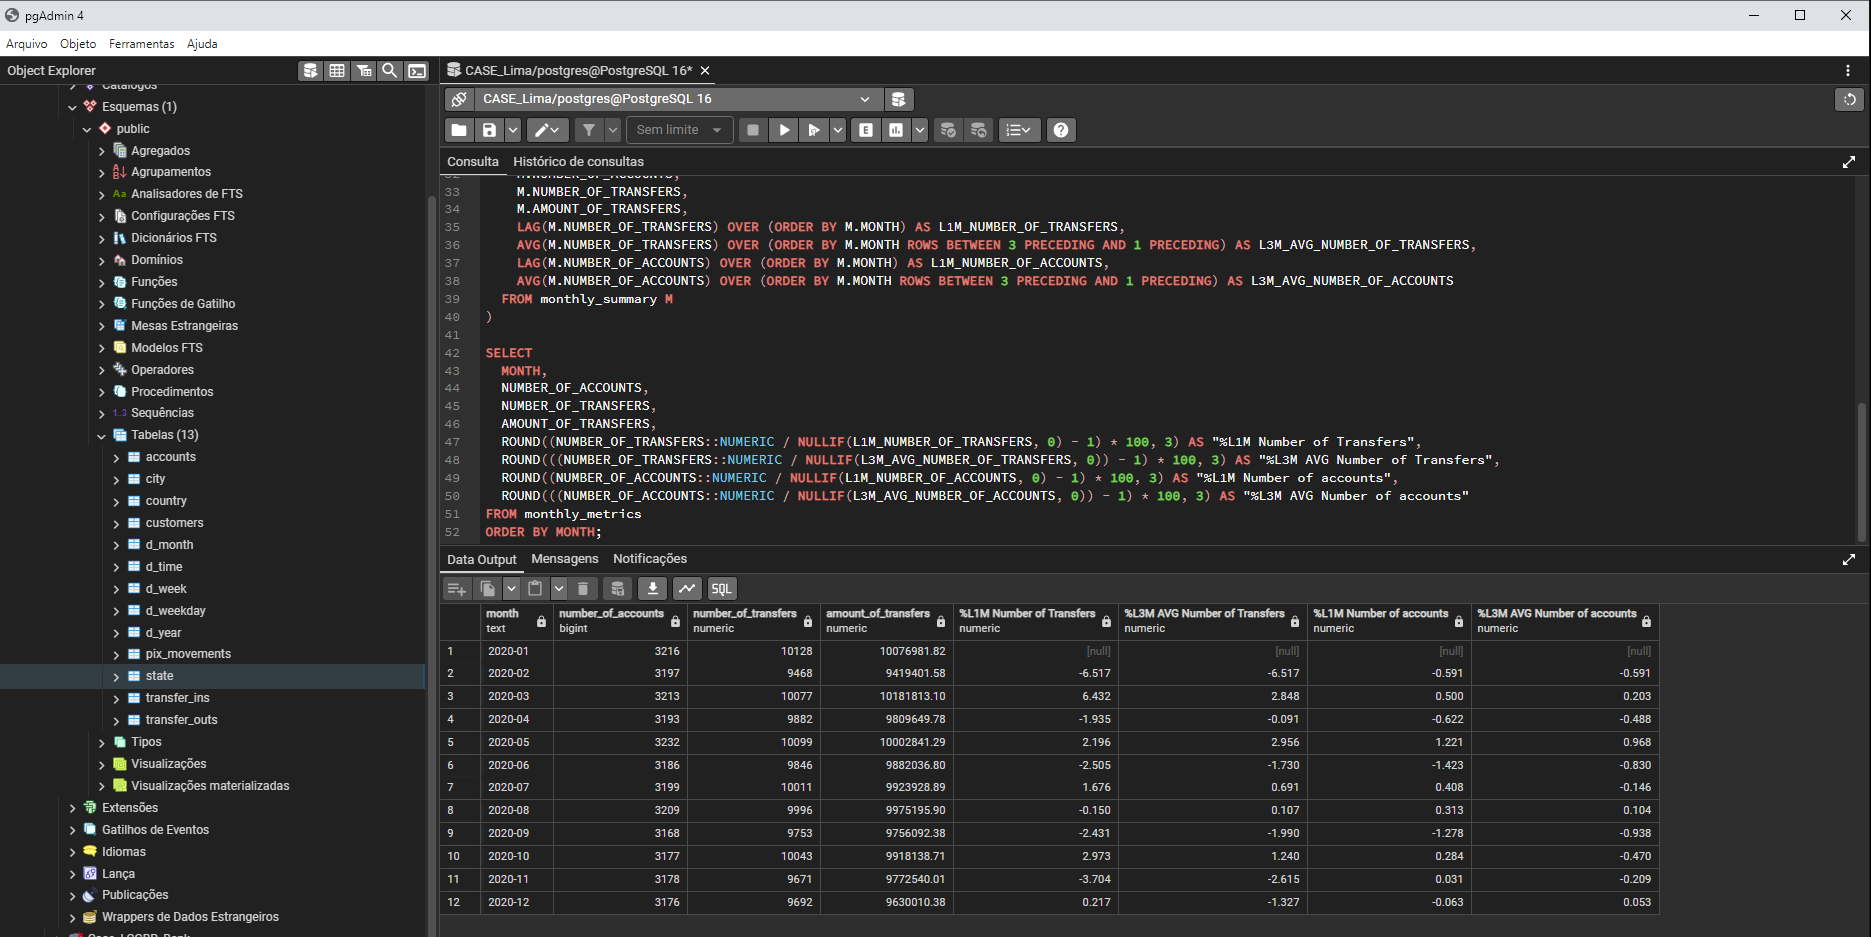 pgAdmin 4
Arquivo Objeto Ferramentas Ajuda
Object Explorer
Catálogos
Esquemas (1)
public
Agregados
Agrupamentos
Aa Analisadores de FTS
Configurações FTS
Dicionários FTS
Domínios
Funções
Funções de Gatilho
Mesas Estrangeiras
Modelos FTS
Operadores
Procedimentos
1..3 Sequências
Tabelas (13)
accounts
city
country
customers
d_month
d_time
d_week
d_weekday
d_year
pix_movements
state
transfer_ins
transfer_outs
Tipos
Visualizações
Visualizações materializadas
Extensões
Gatilhos de Eventos
Idiomas
Lança
Publicações
Wrappers de Dados Estrangeiros
CASE_Lima/postgres@PostgreSQL 16*
CASE_Lima/postgres@PostgreSQL 16
Sem limite
Consulta Histórico de consultas
32 M.NUMBER_OF_ACCOUNTS,
33 M.NUMBER_OF_TRANSFERS,
34 M.AMOUNT_OF_TRANSFERS,
35 LAG(M.NUMBER_OF_TRANSFERS) OVER (ORDER BY M.MONTH) AS L1M_NUMBER_OF_TRANSFERS,
36 AVG(M.NUMBER_OF_TRANSFERS) OVER (ORDER BY M.MONTH ROWS BETWEEN 3 PRECEDING AND 1 PRECEDING) AS L3M_AVG_NUMBER_OF_TRANSFERS,
37 LAG(M.NUMBER_OF_ACCOUNTS) OVER (ORDER BY M.MONTH) AS L1M_NUMBER_OF_ACCOUNTS,
38 AVG(M.NUMBER_OF_ACCOUNTS) OVER (ORDER BY M.MONTH ROWS BETWEEN 3 PRECEDING AND 1 PRECEDING) AS L3M_AVG_NUMBER_OF_ACCOUNTS
39 FROM monthly_summary M
40 )
41
42 SELECT
43 MONTH,
44 NUMBER_OF_ACCOUNTS,
45 NUMBER_OF_TRANSFERS,
46 AMOUNT_OF_TRANSFERS,
47 ROUND((NUMBER_OF_TRANSFERS::NUMERIC / NULLIF(L1M_NUMBER_OF_TRANSFERS, 0) - 1) * 100, 3) AS "%L1M Number of Transfers",
48 ROUND(((NUMBER_OF_TRANSFERS::NUMERIC / NULLIF(L3M_AVG_NUMBER_OF_TRANSFERS, 0)) - 1) * 100, 3) AS "%L3M AVG Number of Transfers",
49 ROUND((NUMBER_OF_ACCOUNTS::NUMERIC / NULLIF(L1M_NUMBER_OF_ACCOUNTS, 0) - 1) * 100, 3) AS "%L1M Number of accounts",
50 ROUND(((NUMBER_OF_ACCOUNTS::NUMERIC / NULLIF(L3M_AVG_NUMBER_OF_ACCOUNTS, 0)) - 1) * 100, 3) AS "%L3M AVG Number of accounts"
51 FROM monthly_metrics
52 ORDER BY MONTH;
Data Output Mensagens Notificações
SQL
month number_of_accounts number_of_transfers amount_of_transfers %L1M Number of Transfers %L3M AVG Number of Transfers %L1M Number of accounts %L3M AVG Number of accounts
text bigint numeric numeric numeric numeric numeric numeric
1 2020-01 3216 10128 10076981.82 [null] [null] [null] [null]
2 2020-02 3197 9468 9419401.58 -6.517 -6.517 -0.591 -0.591
3 2020-03 3213 10077 10181813.10 6.432 2.848 0.500 0.203
4 2020-04 3193 9882 9809649.78 -1.935 -0.091 -0.622 -0.488
5 2020-05 3232 10099 10002841.29 2.196 2.956 1.221 0.968
6 2020-06 3186 9846 9882036.80 -2.505 -1.730 -1.423 -0.830
7 2020-07 3199 10011 9923928.89 1.676 0.691 0.408 -0.146
8 2020-08 3209 9996 9975195.90 -0.150 0.107 0.313 0.104
9 2020-09 3168 9753 9756092.38 -2.431 -1.990 -1.278 -0.938
10 2020-10 3177 10043 9918138.71 2.973 1.240 0.284 -0.470
11 2020-11 3178 9671 9772540.01 -3.704 -2.615 0.031 -0.209
12 2020-12 3176 9692 9630010.38 0.217 -1.327 -0.063 0.053